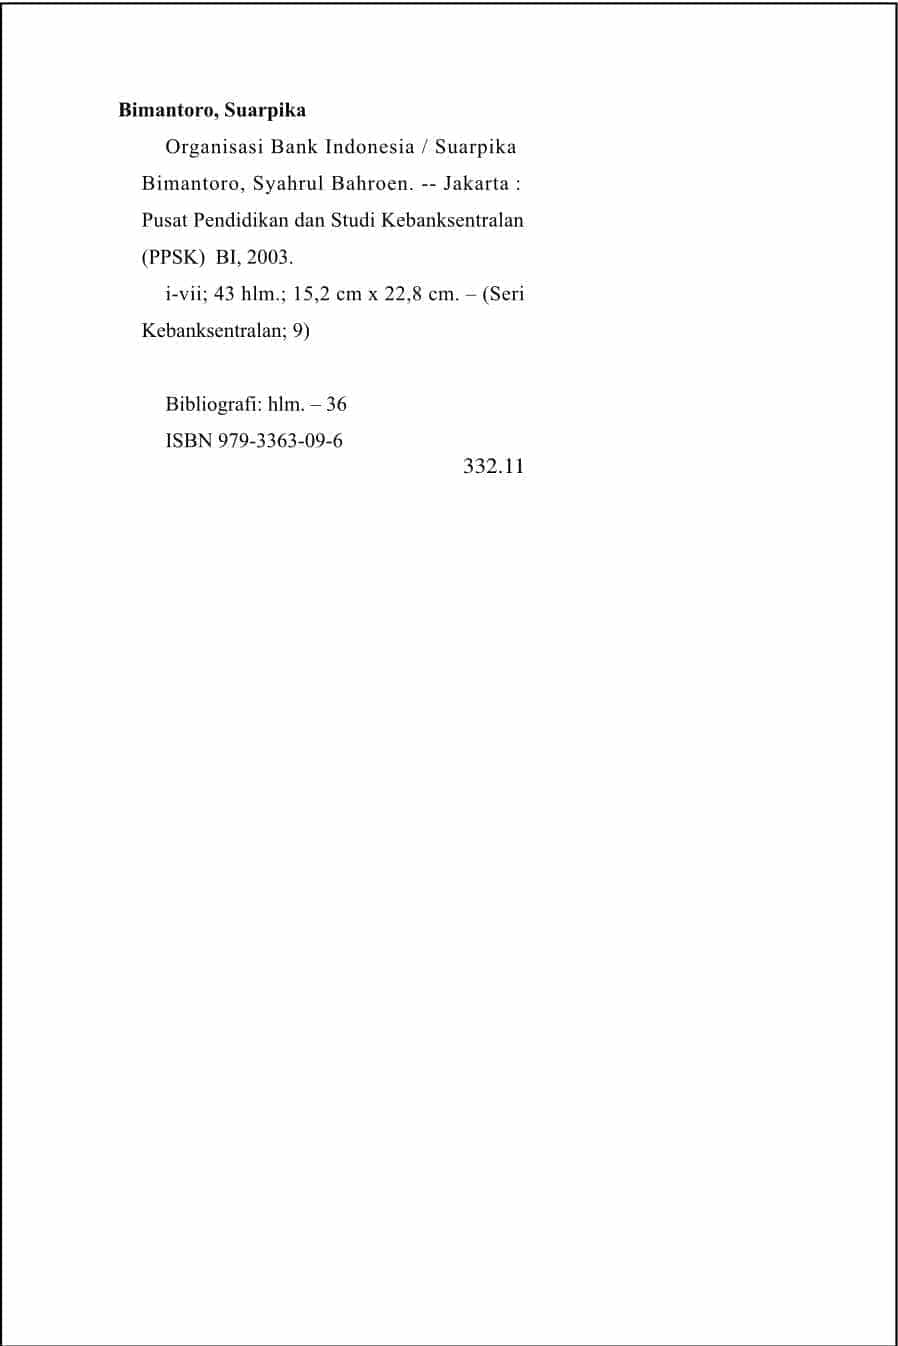 Bimantoro, Suarpika
Organisasi Bank Indonesia / Suarpika
Bimantoro, Syahrul Bahroen. -- Jakarta :
Pusat Pendidikan dan Studi Kebanksentralan
(PPSK) BI, 2003.
i-vii; 43 hlm.; 15,2 cm x 22,8 cm. – (Seri
Kebanksentralan; 9)
Bibliografi: hlm. – 36
ISBN 979-3363-09-6
332.11